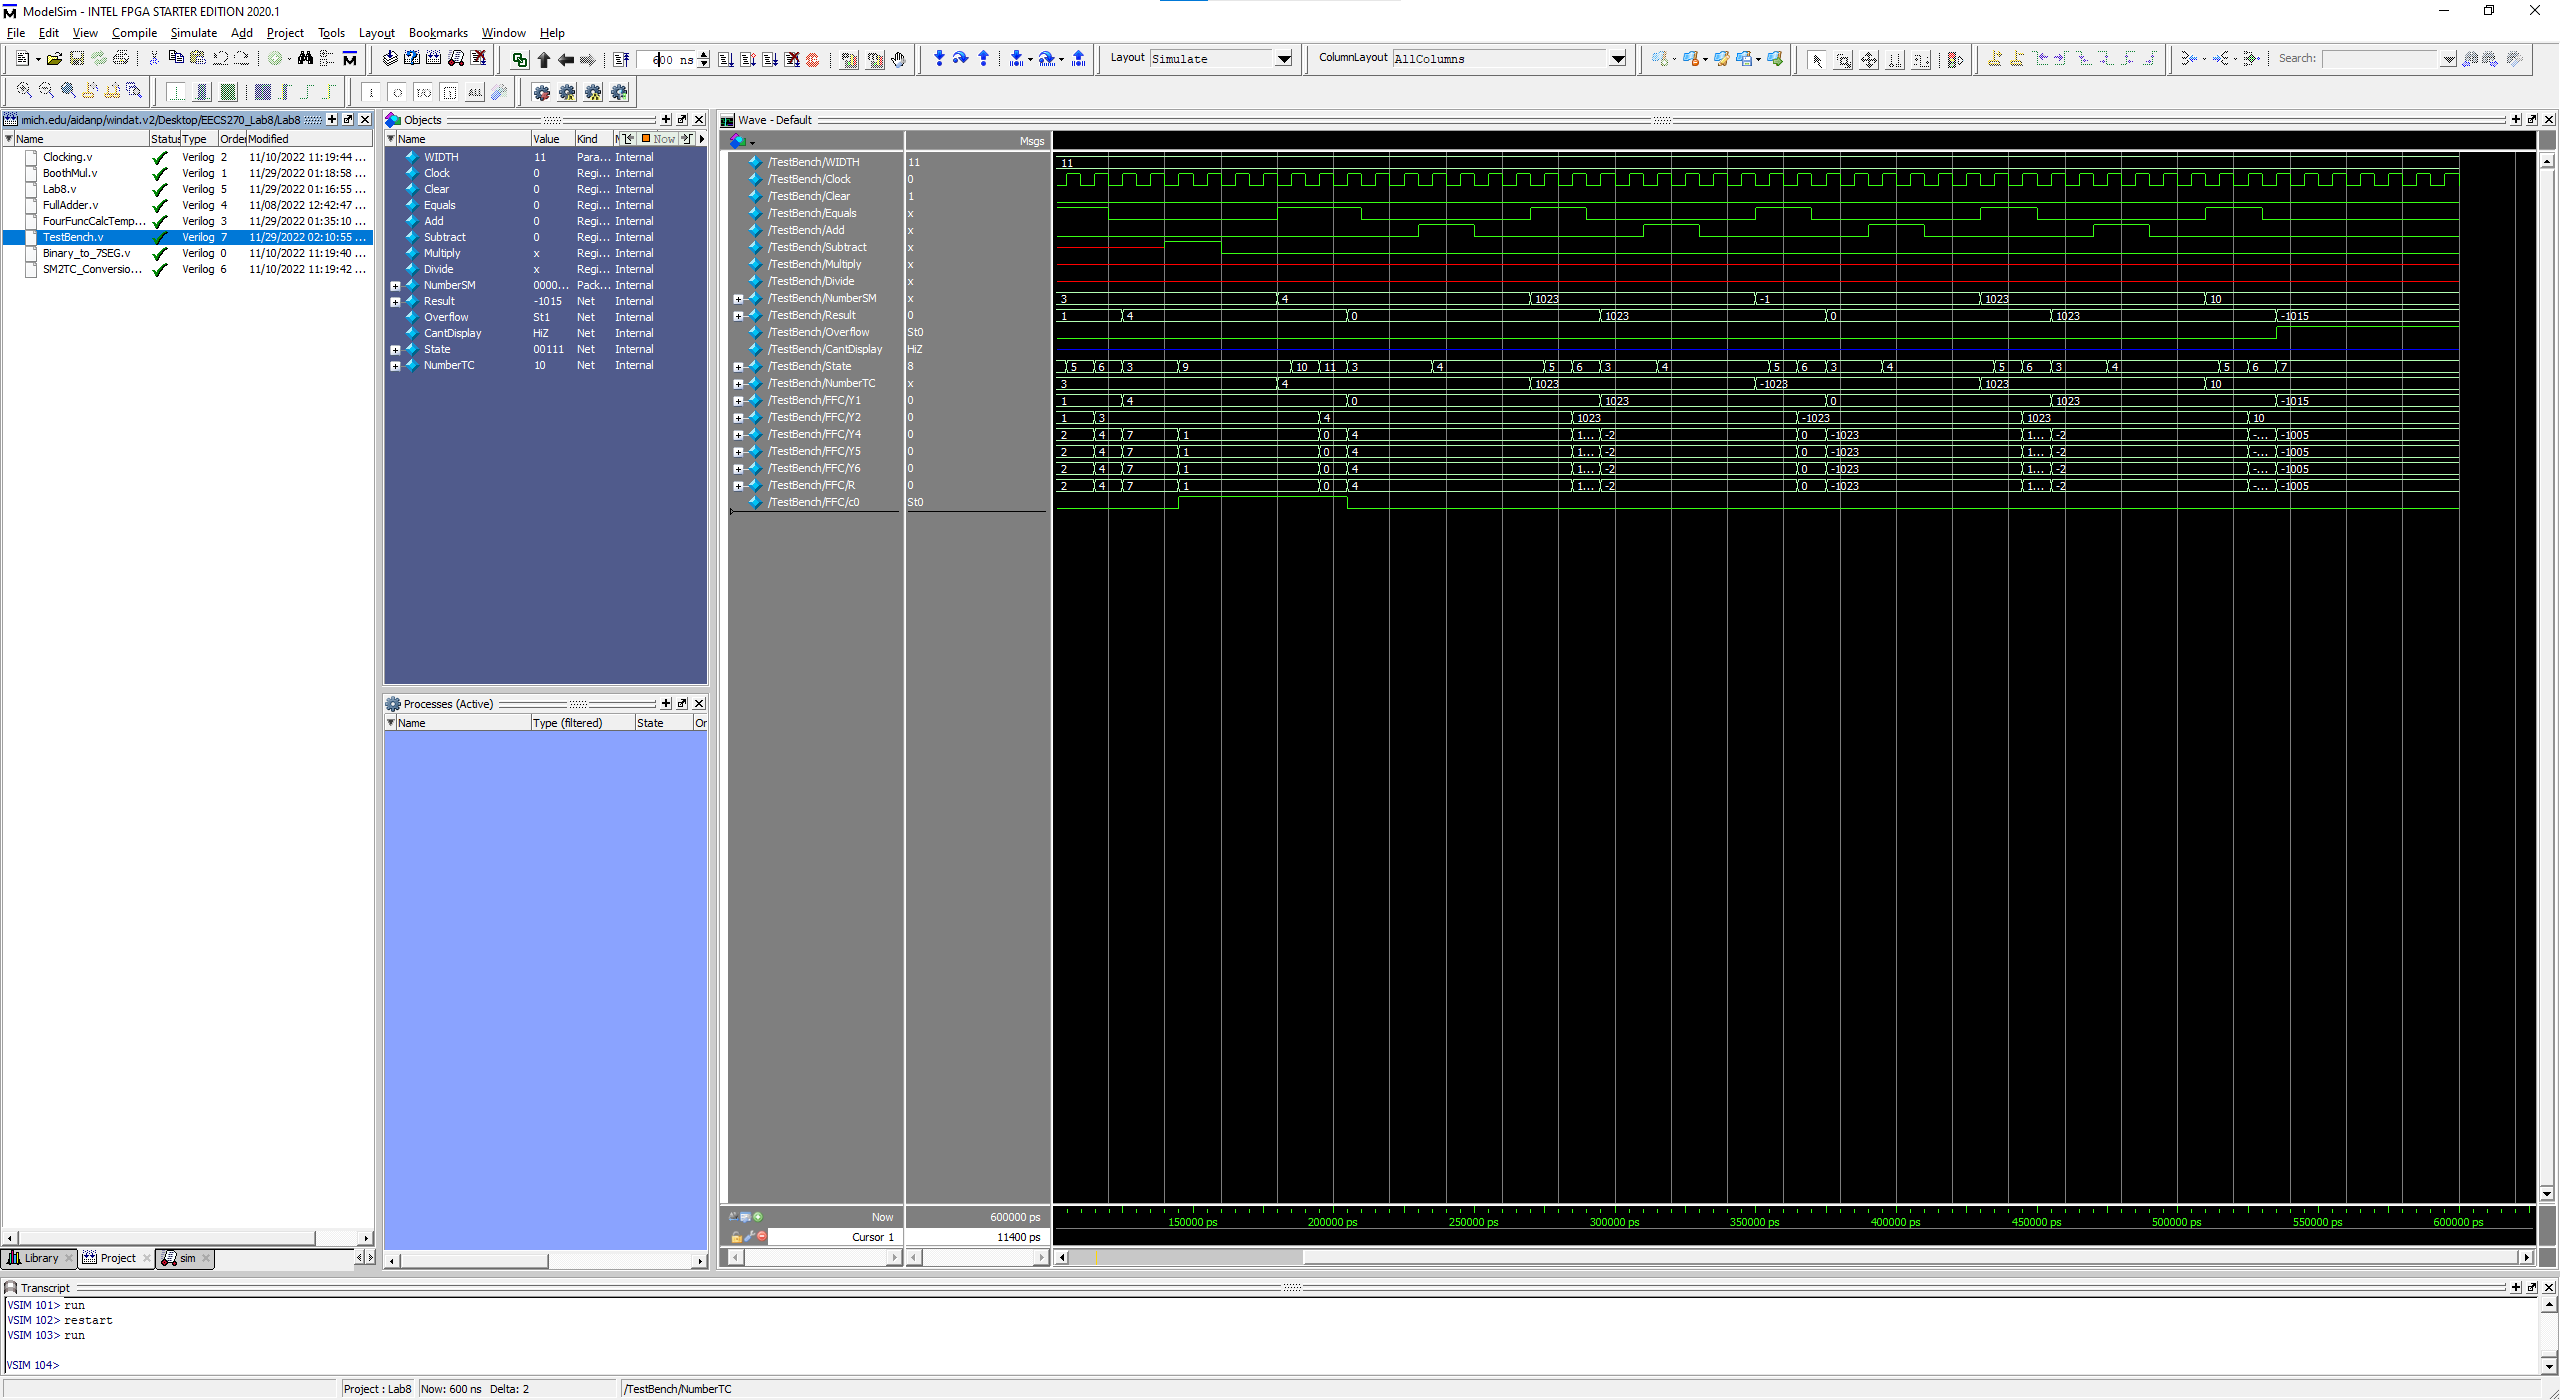 ModelSim - INTEL FPGA STARTER EDITION 2020.1
File Edit View Compile Simulate Add Project Tools Layout Bookmarks Window Help
600 ns Layout Simulate ColumnLayout AllColumns Search:
imich.edu/aidanp/windat.v2/Desktop/EECS270_Lab8/Lab8
Name Status Type Order Modified
Clocking.v Verilog 2 11/10/2022 11:19:44 ...
BoothMul.v Verilog 1 11/29/2022 01:18:58 ...
Lab8.v Verilog 5 11/29/2022 01:16:55 ...
FullAdder.v Verilog 4 11/08/2022 12:42:47 ...
FourFuncCalcTemp... Verilog 3 11/29/2022 01:35:10 ...
TestBench.v Verilog 7 11/29/2022 02:10:55 ...
Binary_to_7SEG.v Verilog 0 11/10/2022 11:19:40 ...
SM2TC_Conversio... Verilog 6 11/10/2022 11:19:42 ...
Library Project sim
Objects
Name Value Kind Now
WIDTH 11 Para... Internal
Clock 0 Regi... Internal
Clear 0 Regi... Internal
Equals 0 Regi... Internal
Add 0 Regi... Internal
Subtract 0 Regi... Internal
Multiply x Regi... Internal
Divide x Regi... Internal
NumberSM 0000... Pack... Internal
Result -1015 Net Internal
Overflow St1 Net Internal
CantDisplay HiZ Net Internal
State 00111 Net Internal
NumberTC 10 Net Internal
Processes (Active)
Name Type (filtered) State Or
Wave - Default
Msgs
/TestBench/WIDTH 11 11
/TestBench/Clock 0
/TestBench/Clear 1
/TestBench/Equals x
/TestBench/Add x
/TestBench/Subtract x
/TestBench/Multiply x
/TestBench/Divide x
/TestBench/NumberSM x 3 4 1023 -1 1023 10
/TestBench/Result 0 1 4 0 1023 0 1023 -1015
/TestBench/Overflow St0
/TestBench/CantDisplay HiZ
/TestBench/State 8 5 6 3 9 10 11 3 4 5 6 3 4 5 6 3 4 5 6 3 4 5 6 7
/TestBench/NumberTC x 3 4 1023 -1023 1023 10
/TestBench/FFC/Y1 0 1 4 0 1023 0 1023 -1015
/TestBench/FFC/Y2 0 1 3 4 1023 -1023 1023 10
/TestBench/FFC/Y4 0 2 4 7 1 0 4 1... -2 0 -1023 1... -2 -... -1005
/TestBench/FFC/Y5 0 2 4 7 1 0 4 1... -2 0 -1023 1... -2 -... -1005
/TestBench/FFC/Y6 0 2 4 7 1 0 4 1... -2 0 -1023 1... -2 -... -1005
/TestBench/FFC/R 0 2 4 7 1 0 4 1... -2 0 -1023 1... -2 -... -1005
/TestBench/FFC/c0 St0
Now 600000 ps 150000 ps 200000 ps 250000 ps 300000 ps 350000 ps 400000 ps 450000 ps 500000 ps 550000 ps 600000 ps
Cursor 1 11400 ps
Transcript
VSIM 101> run
VSIM 102> restart
VSIM 103> run
VSIM 104>
Project : Lab8 Now: 600 ns Delta: 2 /TestBench/NumberTC